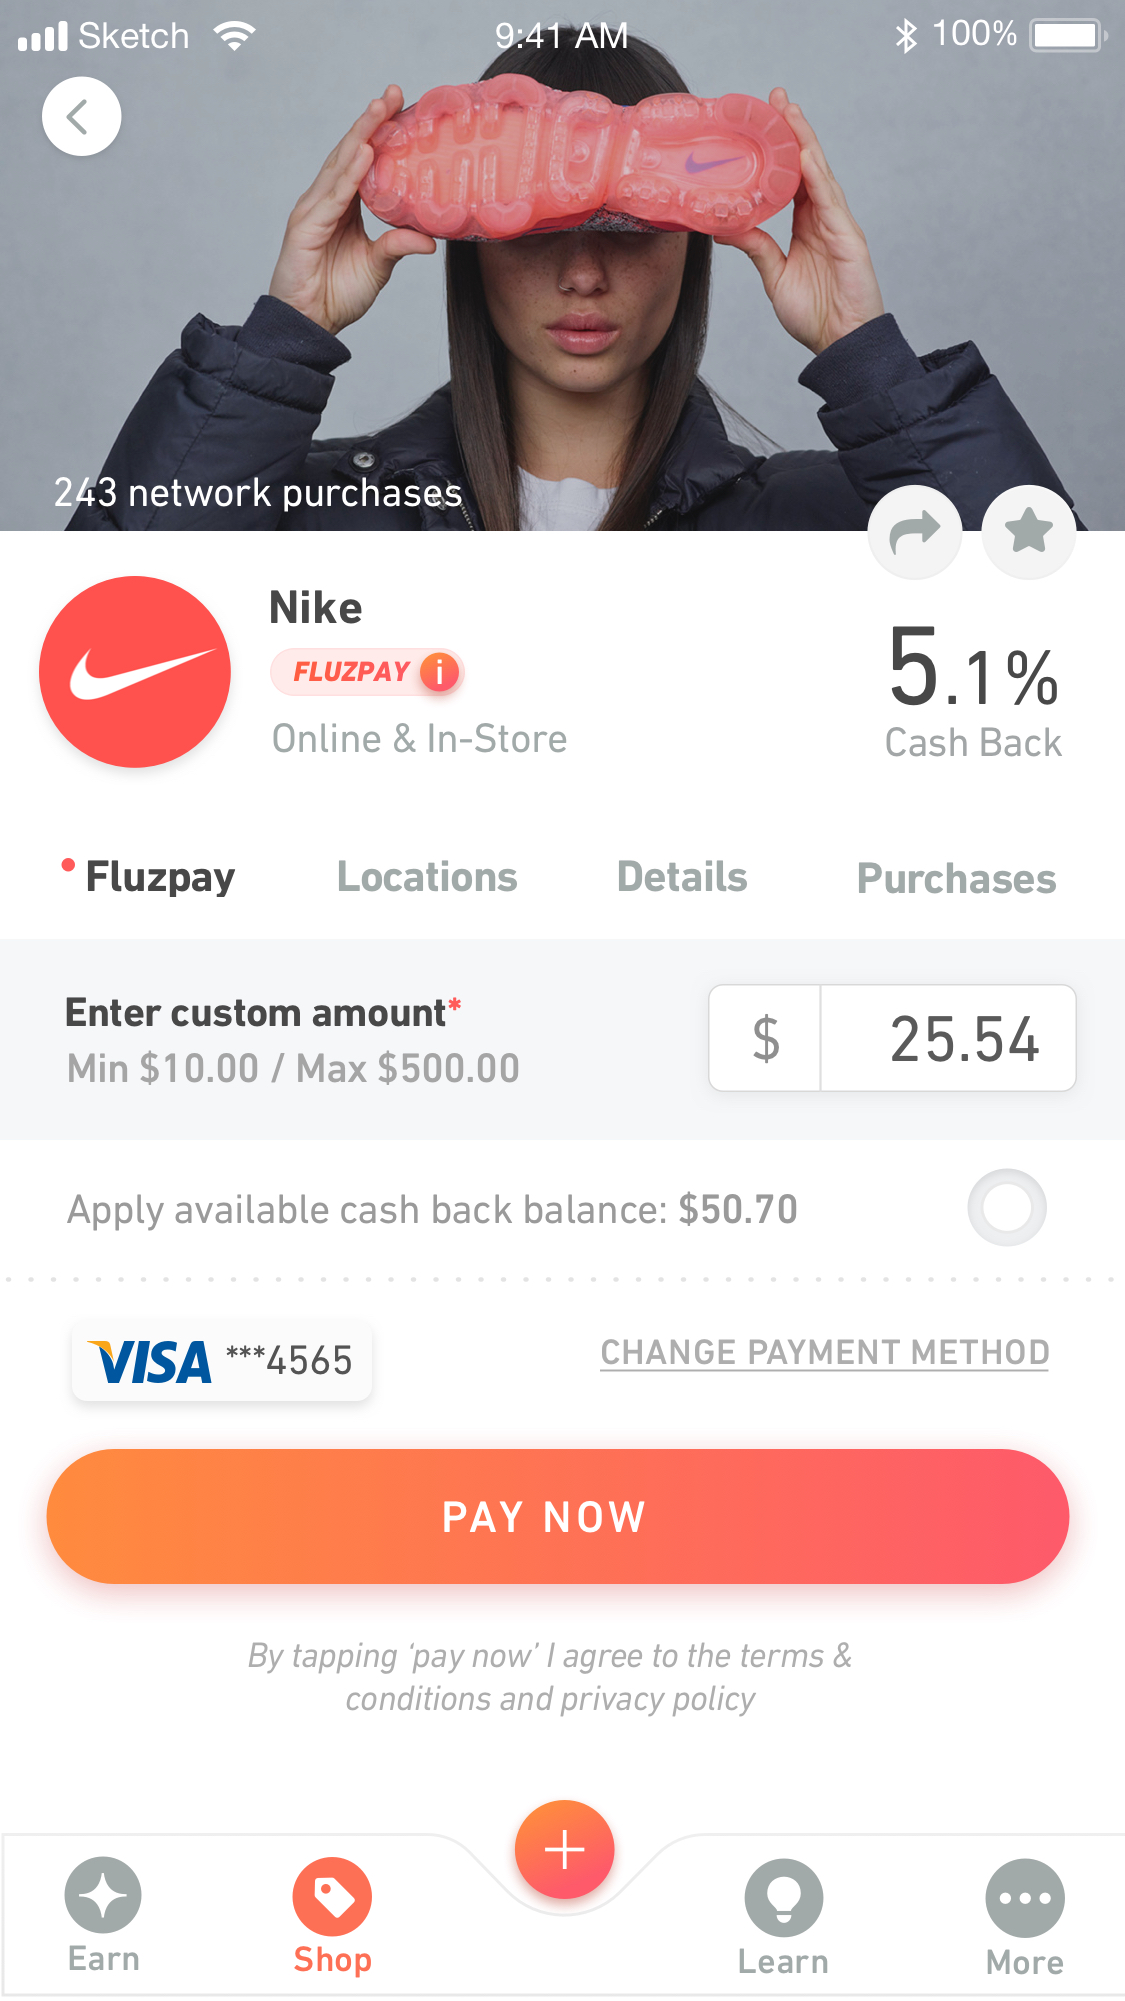 Sketch 9:41 AM 100%
243 network purchases
Nike
FLUZPAY i
Online & In-Store
5.1%
Cash Back
Fluzpay Locations Details Purchases
Enter custom amount*
Min $10.00 / Max $500.00
$ 25.54
Apply available cash back balance: $50.70
VISA ***4565
CHANGE PAYMENT METHOD
PAY NOW
By tapping ‘pay now’ I agree to the terms &
conditions and privacy policy
Earn Shop Learn More